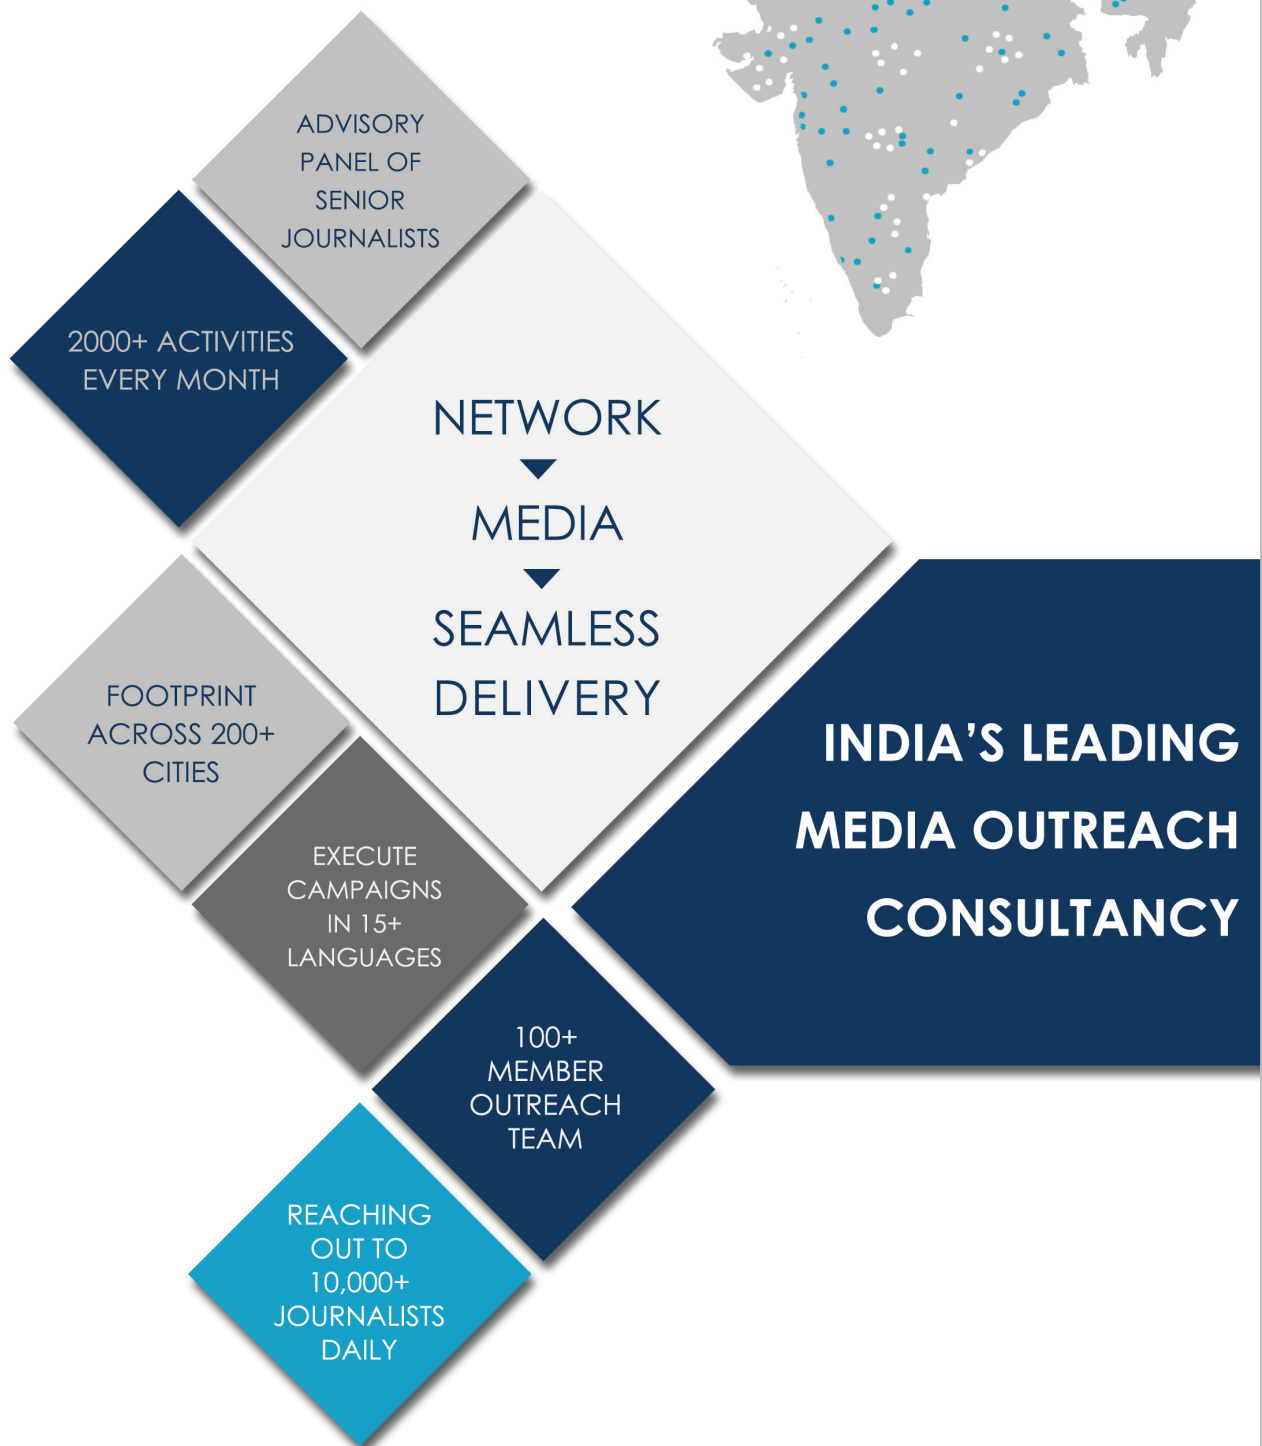 ADVISORY
PANEL OF
SENIOR
JOURNALISTS
2000+ ACTIVITIES
EVERY MONTH
NETWORK
MEDIA
SEAMLESS
DELIVERY
FOOTPRINT
ACROSS 200+
CITIES
INDIA’S LEADING
MEDIA OUTREACH
CONSULTANCY
EXECUTE
CAMPAIGNS
IN 15+
LANGUAGES
100+
MEMBER
OUTREACH
TEAM
REACHING
OUT TO
10,000+
JOURNALISTS
DAILY